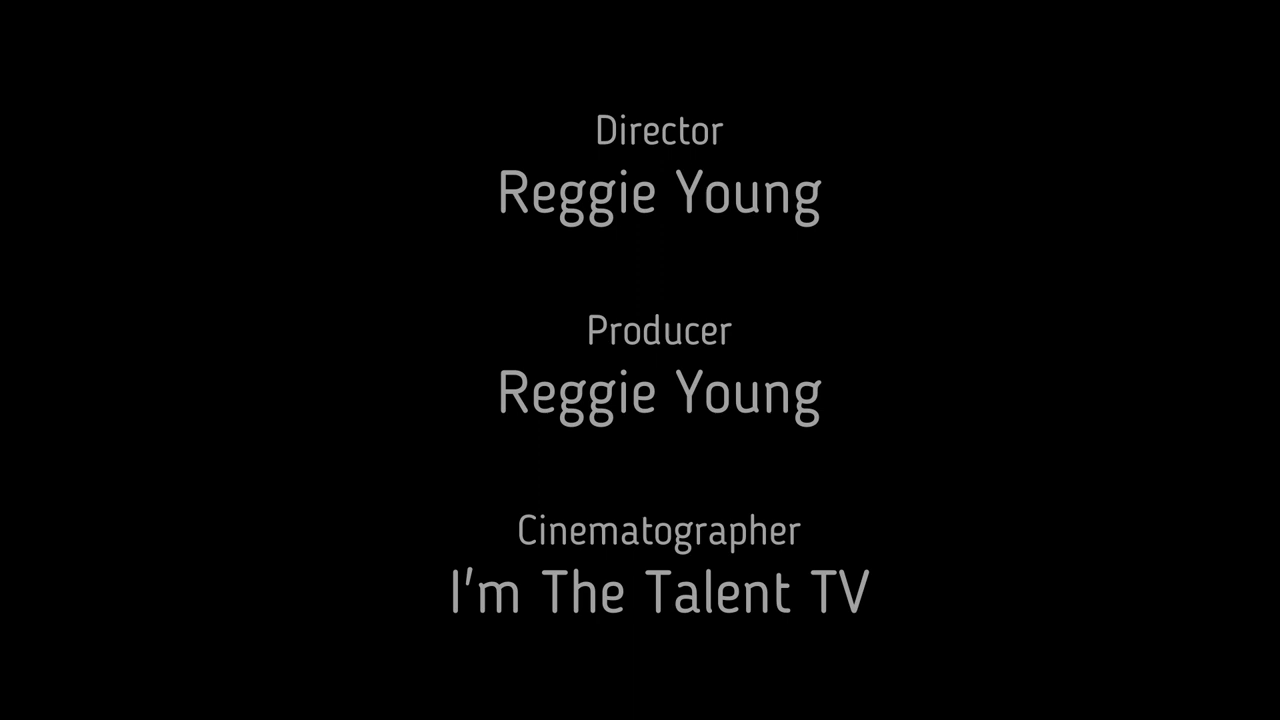 Director
Reggie Young
Producer
Reggie Young
Cinematographer
I'm The Talent TV